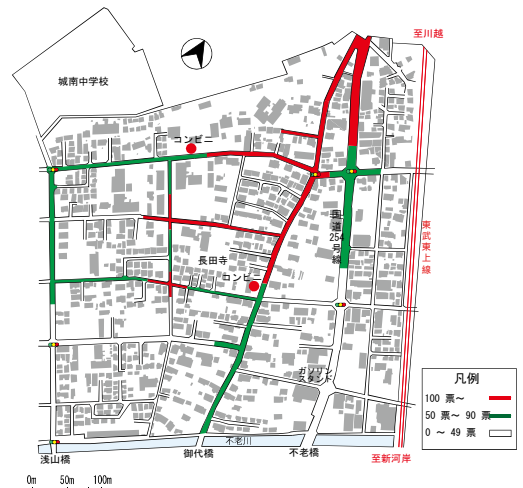 至川越
城南中学校
コンビニ
国道254号線
東武東上線
長田寺
コンビニ
ガソリン
スタンド
凡例
100 票～
50 票～ 90 票
0 ～ 49 票
不老川
浅山橋
御代橋
不老橋
至新河岸
0m 50m 100m